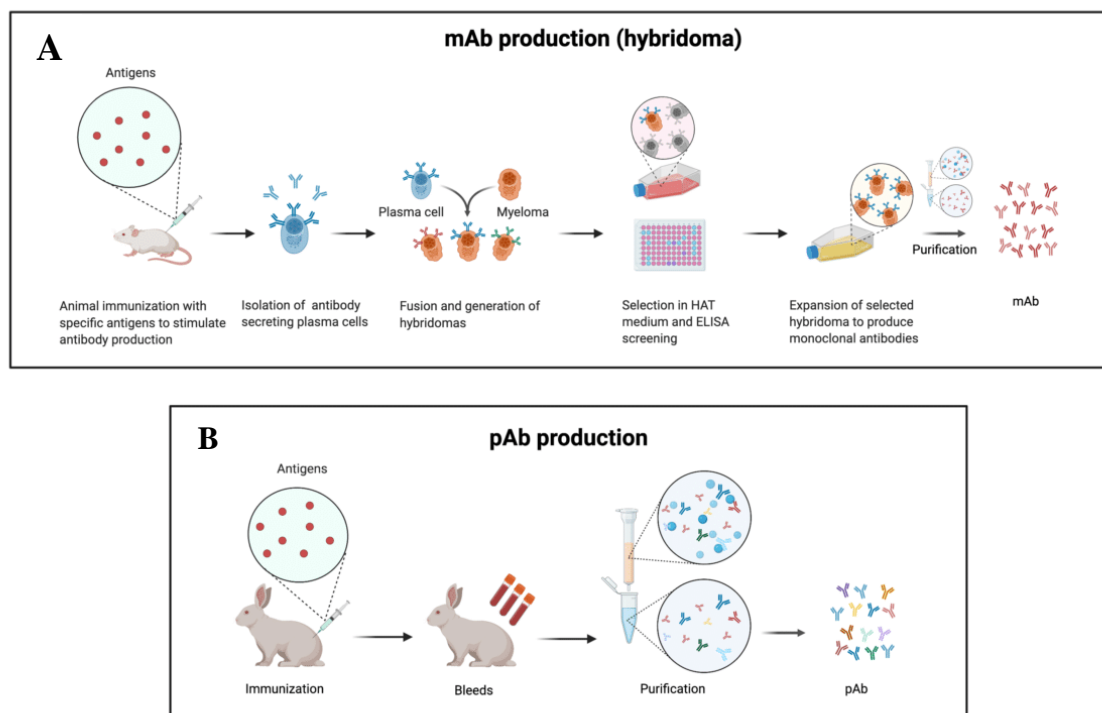 A
mAb production (hybridoma)
Antigens
Plasma cell
Myeloma
Purification
Animal immunization with
specific antigens to stimulate
antibody production
Isolation of antibody
secreting plasma cells
Fusion and generation of
hybridomas
Selection in HAT
medium and ELISA
screening
Expansion of selected
hybridoma to produce
monoclonal antibodies
mAb
B
pAb production
Antigens
Immunization
Bleeds
Purification
pAb